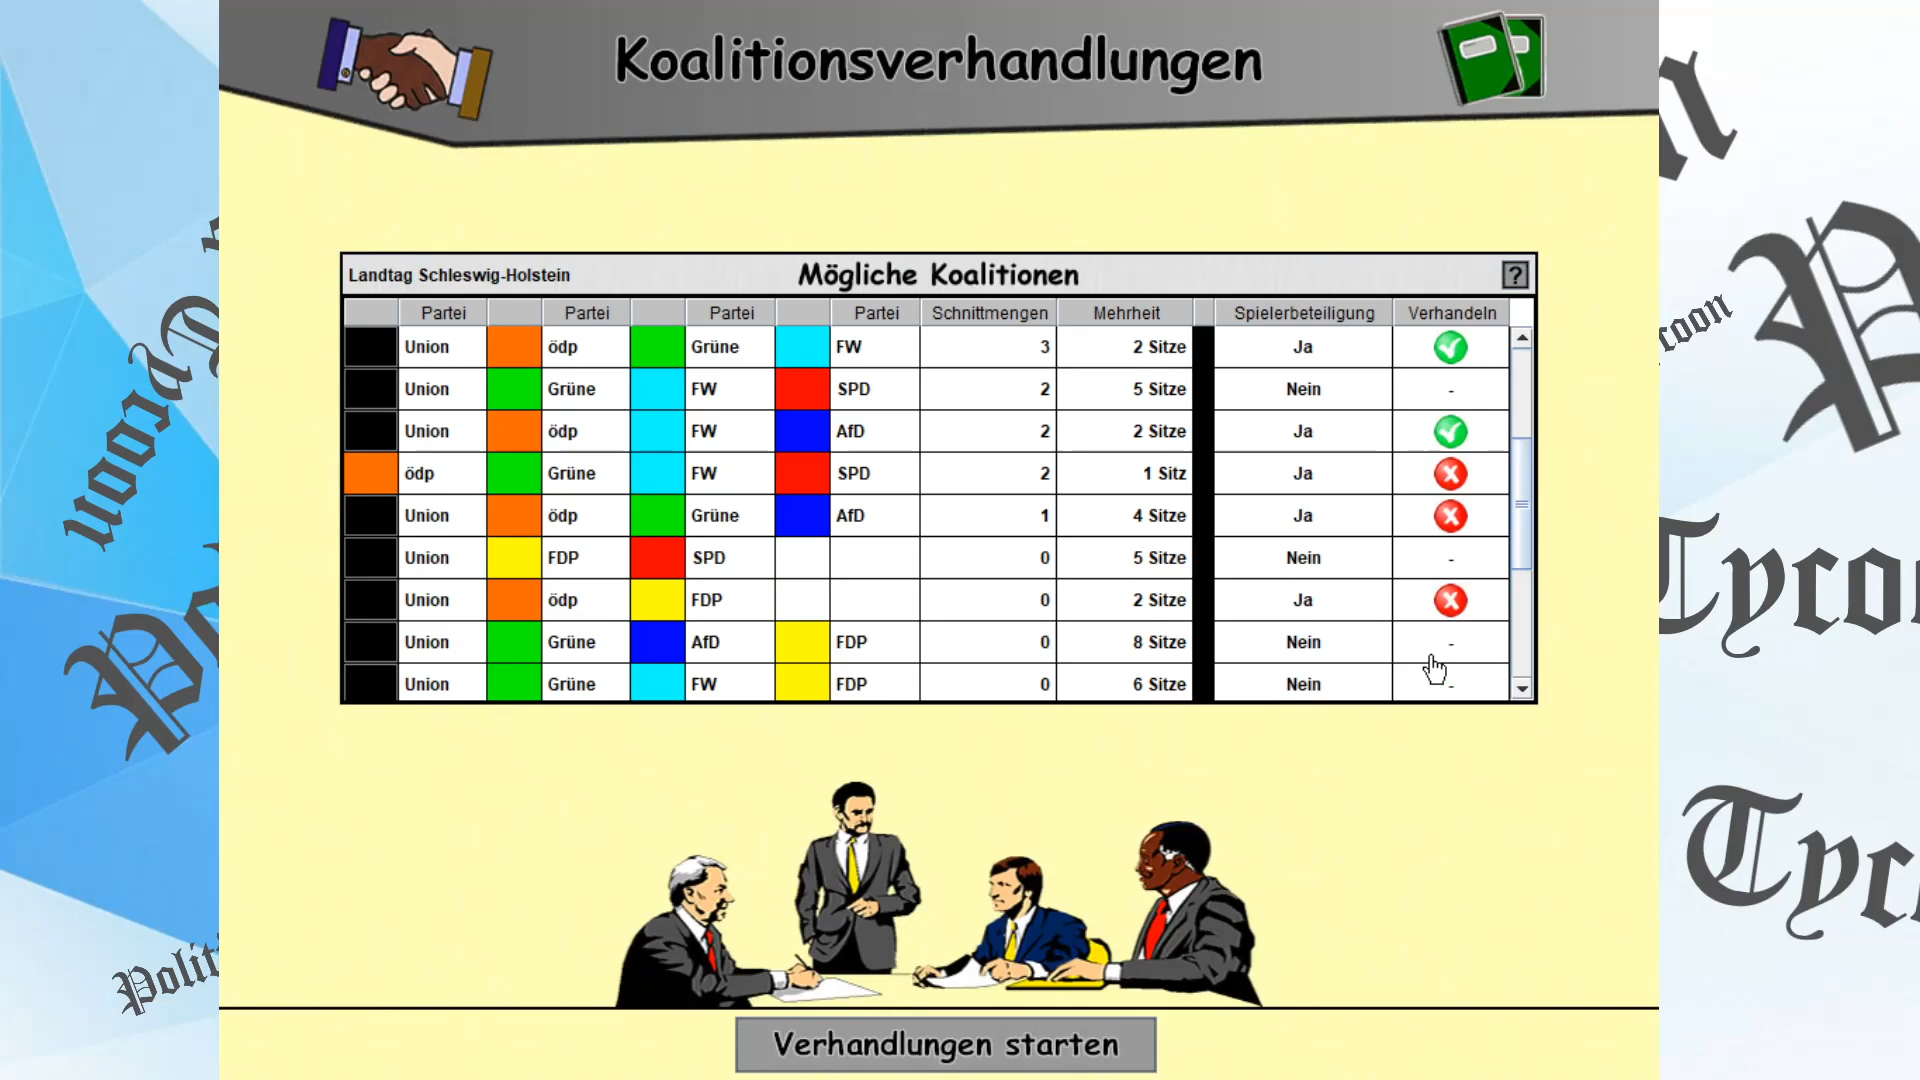 Koalitionsverhandlungen
Landtag Schleswig-Holstein Mögliche Koalitionen ?
Partei Partei Partei Partei Schnittmengen Mehrheit Spielerbeteiligung Verhandeln
Union ödp Grüne FW 3 2 Sitze Ja
Union Grüne FW SPD 2 5 Sitze Nein -
Union ödp FW AfD 2 2 Sitze Ja
ödp Grüne FW SPD 2 1 Sitz Ja
Union ödp Grüne AfD 1 4 Sitze Ja
Union FDP SPD 0 5 Sitze Nein -
Union ödp FDP 0 2 Sitze Ja
Union Grüne AfD FDP 0 8 Sitze Nein -
Union Grüne FW FDP 0 6 Sitze Nein -
Verhandlungen starten
Tycoon
Polit